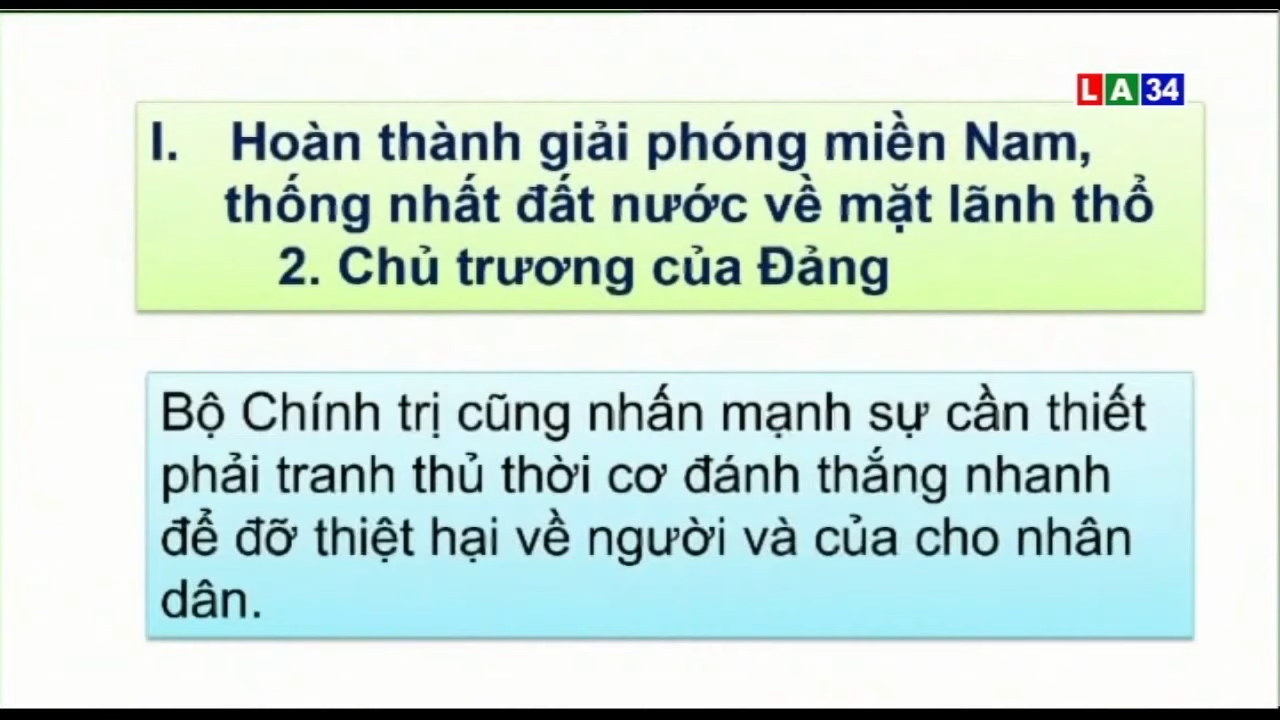 LA34
I. Hoàn thành giải phóng miền Nam,
thống nhất đất nước về mặt lãnh thổ
2. Chủ trương của Đảng
Bộ Chính trị cũng nhấn mạnh sự cần thiết
phải tranh thủ thời cơ đánh thắng nhanh
để đỡ thiệt hại về người và của cho nhân
dân.